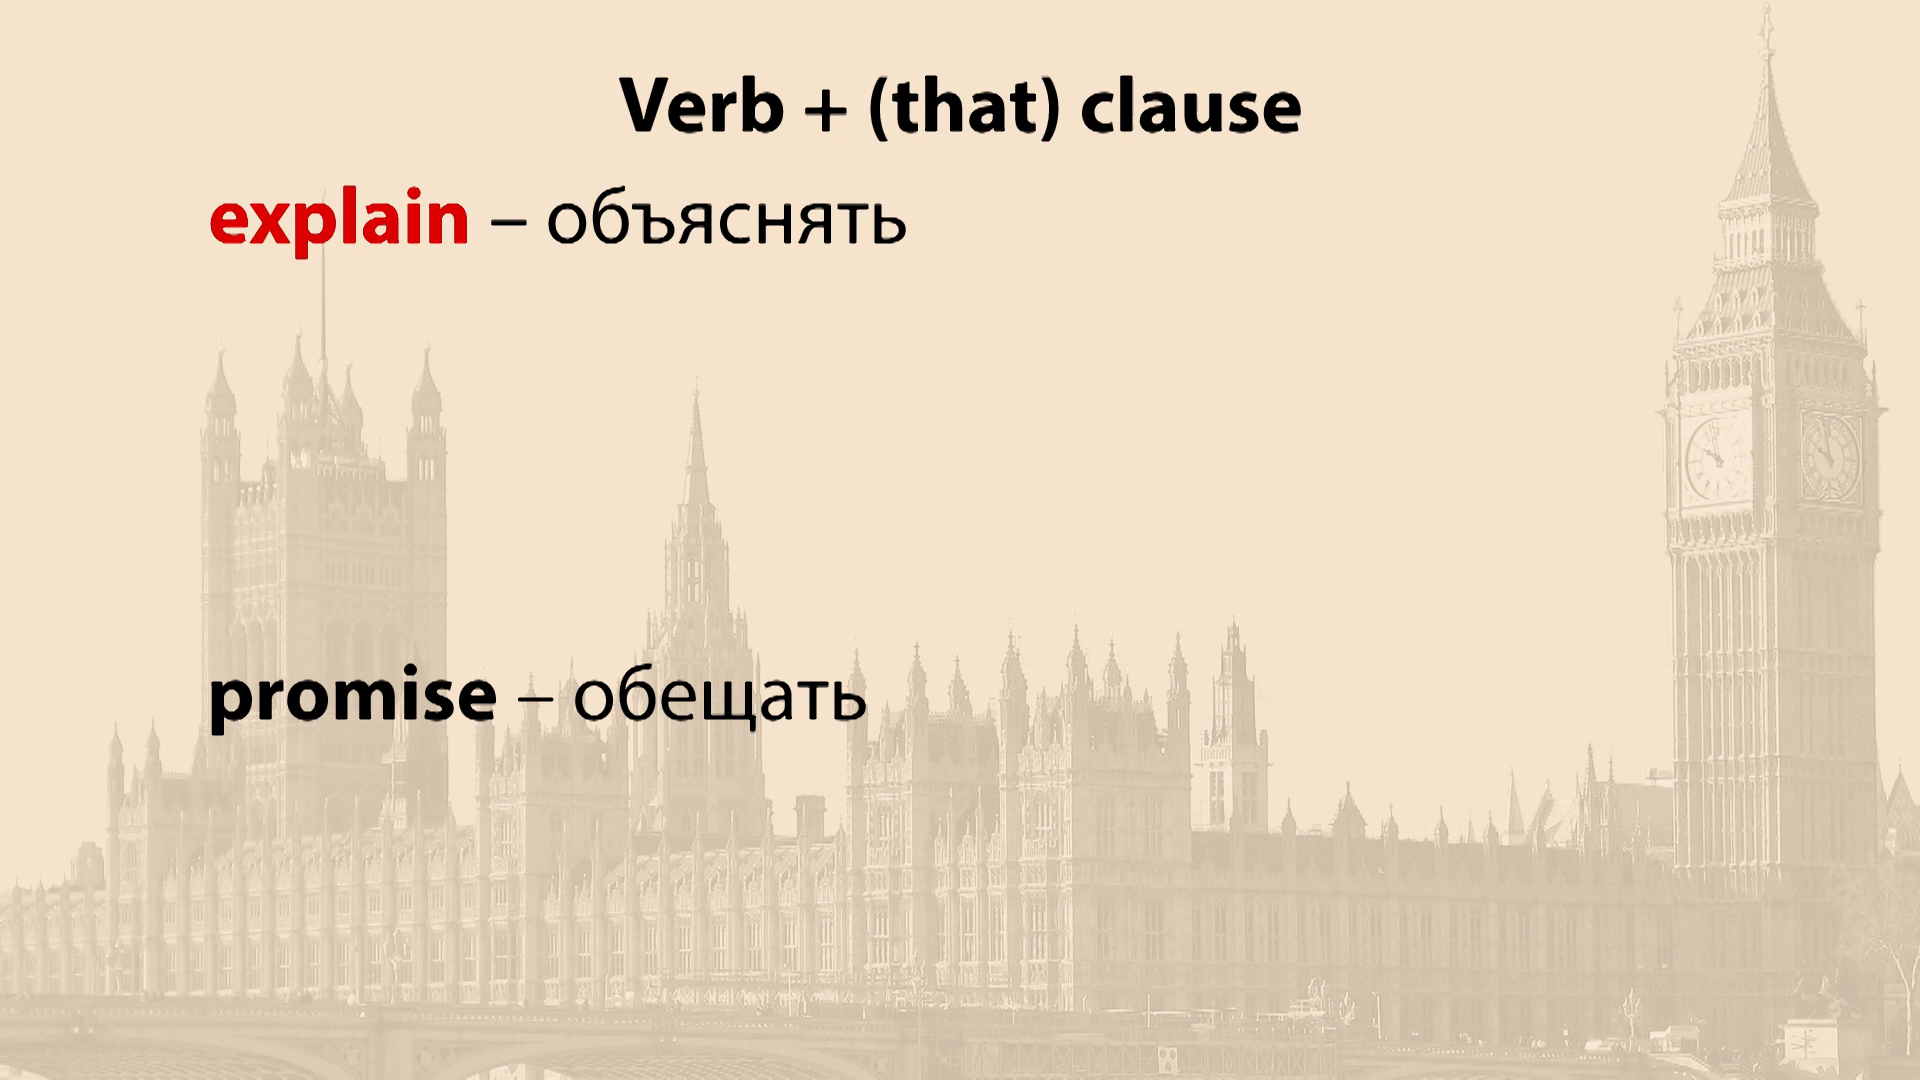 Verb + (that) clause
explain – объяснять
promise – обещать